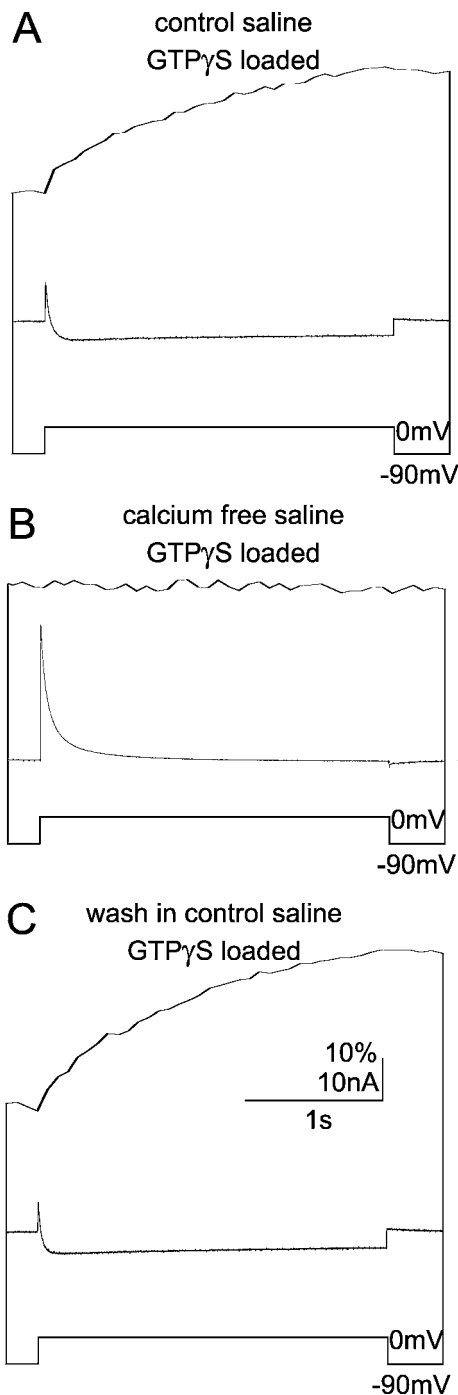 A
control saline
GTPγS loaded
0mV
-90mV
B
calcium free saline
GTPγS loaded
0mV
-90mV
C
wash in control saline
GTPγS loaded
10%
10nA
1s
0mV
-90mV